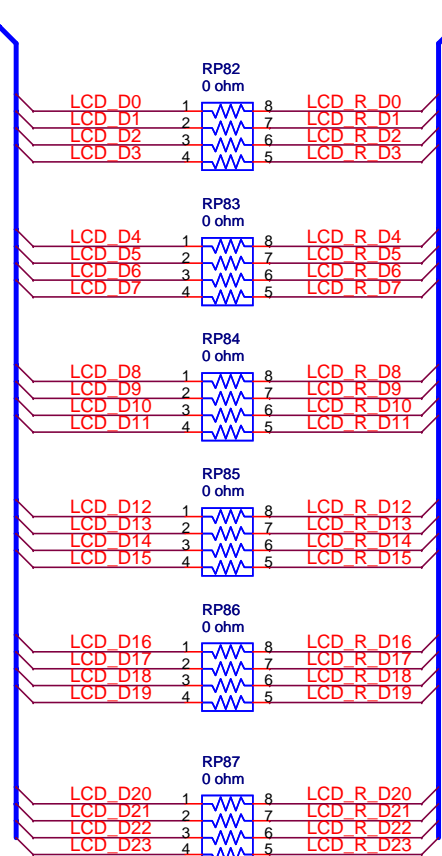 RP82
0 ohm
LCD_D0 1 8 LCD_R_D0
LCD_D1 2 7 LCD_R_D1
LCD_D2 3 6 LCD_R_D2
LCD_D3 4 5 LCD_R_D3
RP83
0 ohm
LCD_D4 1 8 LCD_R_D4
LCD_D5 2 7 LCD_R_D5
LCD_D6 3 6 LCD_R_D6
LCD_D7 4 5 LCD_R_D7
RP84
0 ohm
LCD_D8 1 8 LCD_R_D8
LCD_D9 2 7 LCD_R_D9
LCD_D10 3 6 LCD_R_D10
LCD_D11 4 5 LCD_R_D11
RP85
0 ohm
LCD_D12 1 8 LCD_R_D12
LCD_D13 2 7 LCD_R_D13
LCD_D14 3 6 LCD_R_D14
LCD_D15 4 5 LCD_R_D15
RP86
0 ohm
LCD_D16 1 8 LCD_R_D16
LCD_D17 2 7 LCD_R_D17
LCD_D18 3 6 LCD_R_D18
LCD_D19 4 5 LCD_R_D19
RP87
0 ohm
LCD_D20 1 8 LCD_R_D20
LCD_D21 2 7 LCD_R_D21
LCD_D22 3 6 LCD_R_D22
LCD_D23 4 5 LCD_R_D23